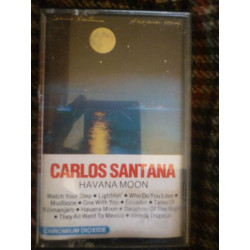 CARLOS SANTANA
HAVANA MOON
Watch Your Step • Lightnin' • Who Do You Love •
Mudbone • One With You • Ecuador • Tales Of
Kilimanjaro • Havana Moon • Daughter Of The Night
• They All Went To Mexico • Vereda Tropical
CHROMIUM DIOXIDE